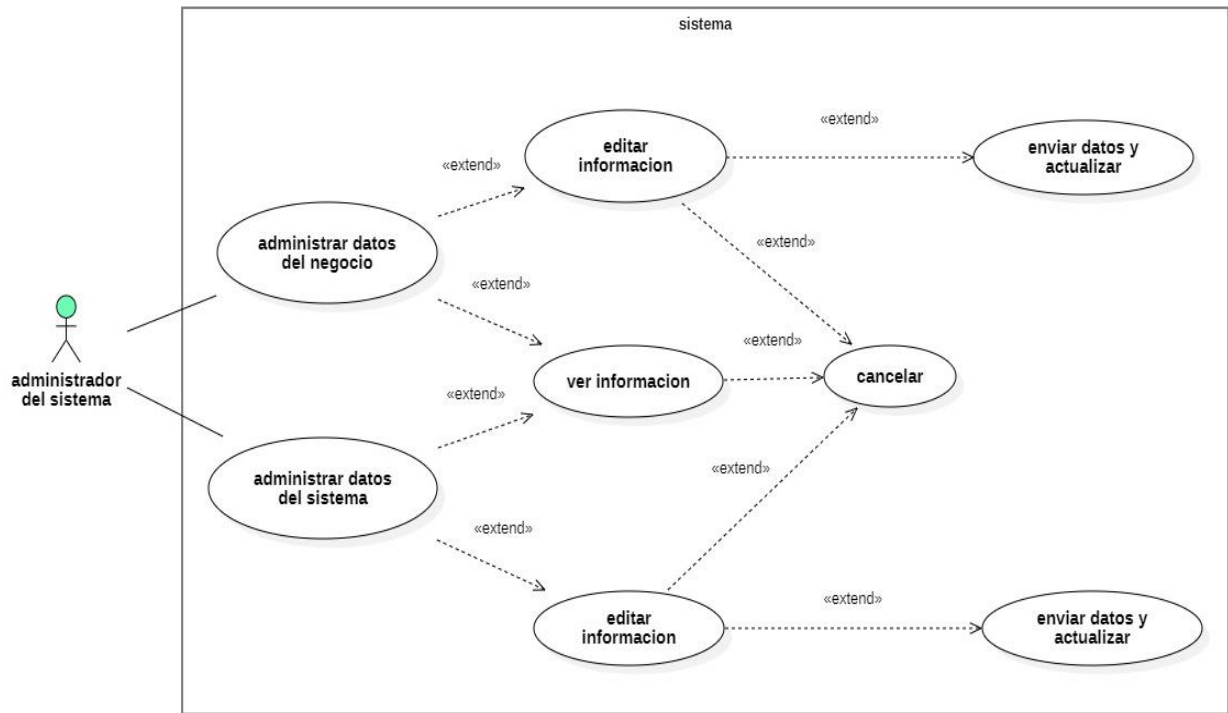 sistema
«extend»
editar
informacion
«extend»
enviar datos y
actualizar
administrar datos
del negocio
«extend»
«extend»
administrador
del sistema
ver informacion
«extend»
cancelar
«extend»
administrar datos
del sistema
«extend»
«extend»
editar
informacion
«extend»
enviar datos y
actualizar